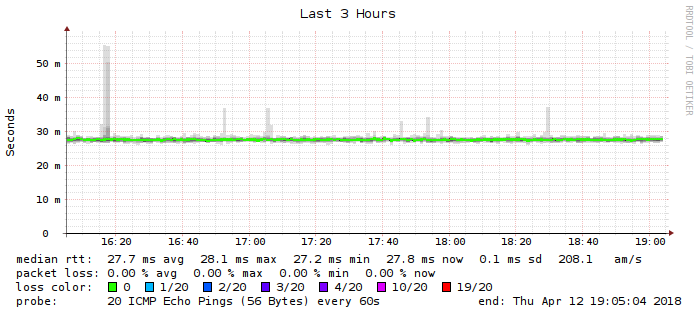 Last 3 Hours
RRDTOOL / TOBI OETIKER
Seconds
50 m
40 m
30 m
20 m
10 m
0
16:20 16:40 17:00 17:20 17:40 18:00 18:20 18:40 19:00
median rtt: 27.7 ms avg 28.1 ms max 27.2 ms min 27.8 ms now 0.1 ms sd 208.1 am/s
packet loss: 0.00 % avg 0.00 % max 0.00 % min 0.00 % now
loss color: 0 1/20 2/20 3/20 4/20 10/20 19/20
probe: 20 ICMP Echo Pings (56 Bytes) every 60s end: Thu Apr 12 19:05:04 2018